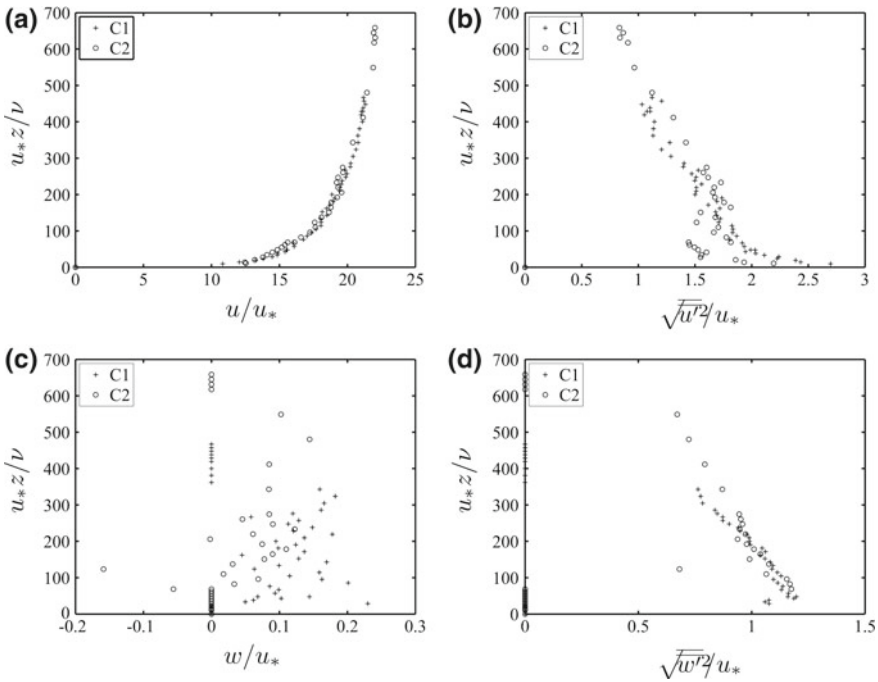 (a)
+ C1
o C2
700
600
500
400
300
200
100
0
u*z/ν
0 5 10 15 20 25
u/u*
(b)
+ C1
o C2
700
600
500
400
300
200
100
0
u*z/ν
0 0.5 1 1.5 2 2.5 3
√u′2/u*
(c)
+ C1
o C2
700
600
500
400
300
200
100
0
u*z/ν
-0.2 -0.1 0 0.1 0.2 0.3
w/u*
(d)
+ C1
o C2
700
600
500
400
300
200
100
0
u*z/ν
0 0.5 1 1.5
√w′2/u*